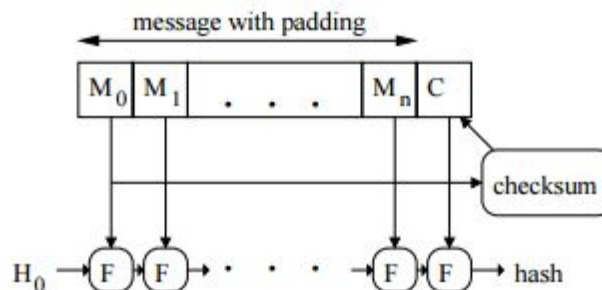 message with padding
M0 M1 . . . Mn C
checksum
H0 F F . . . F F hash